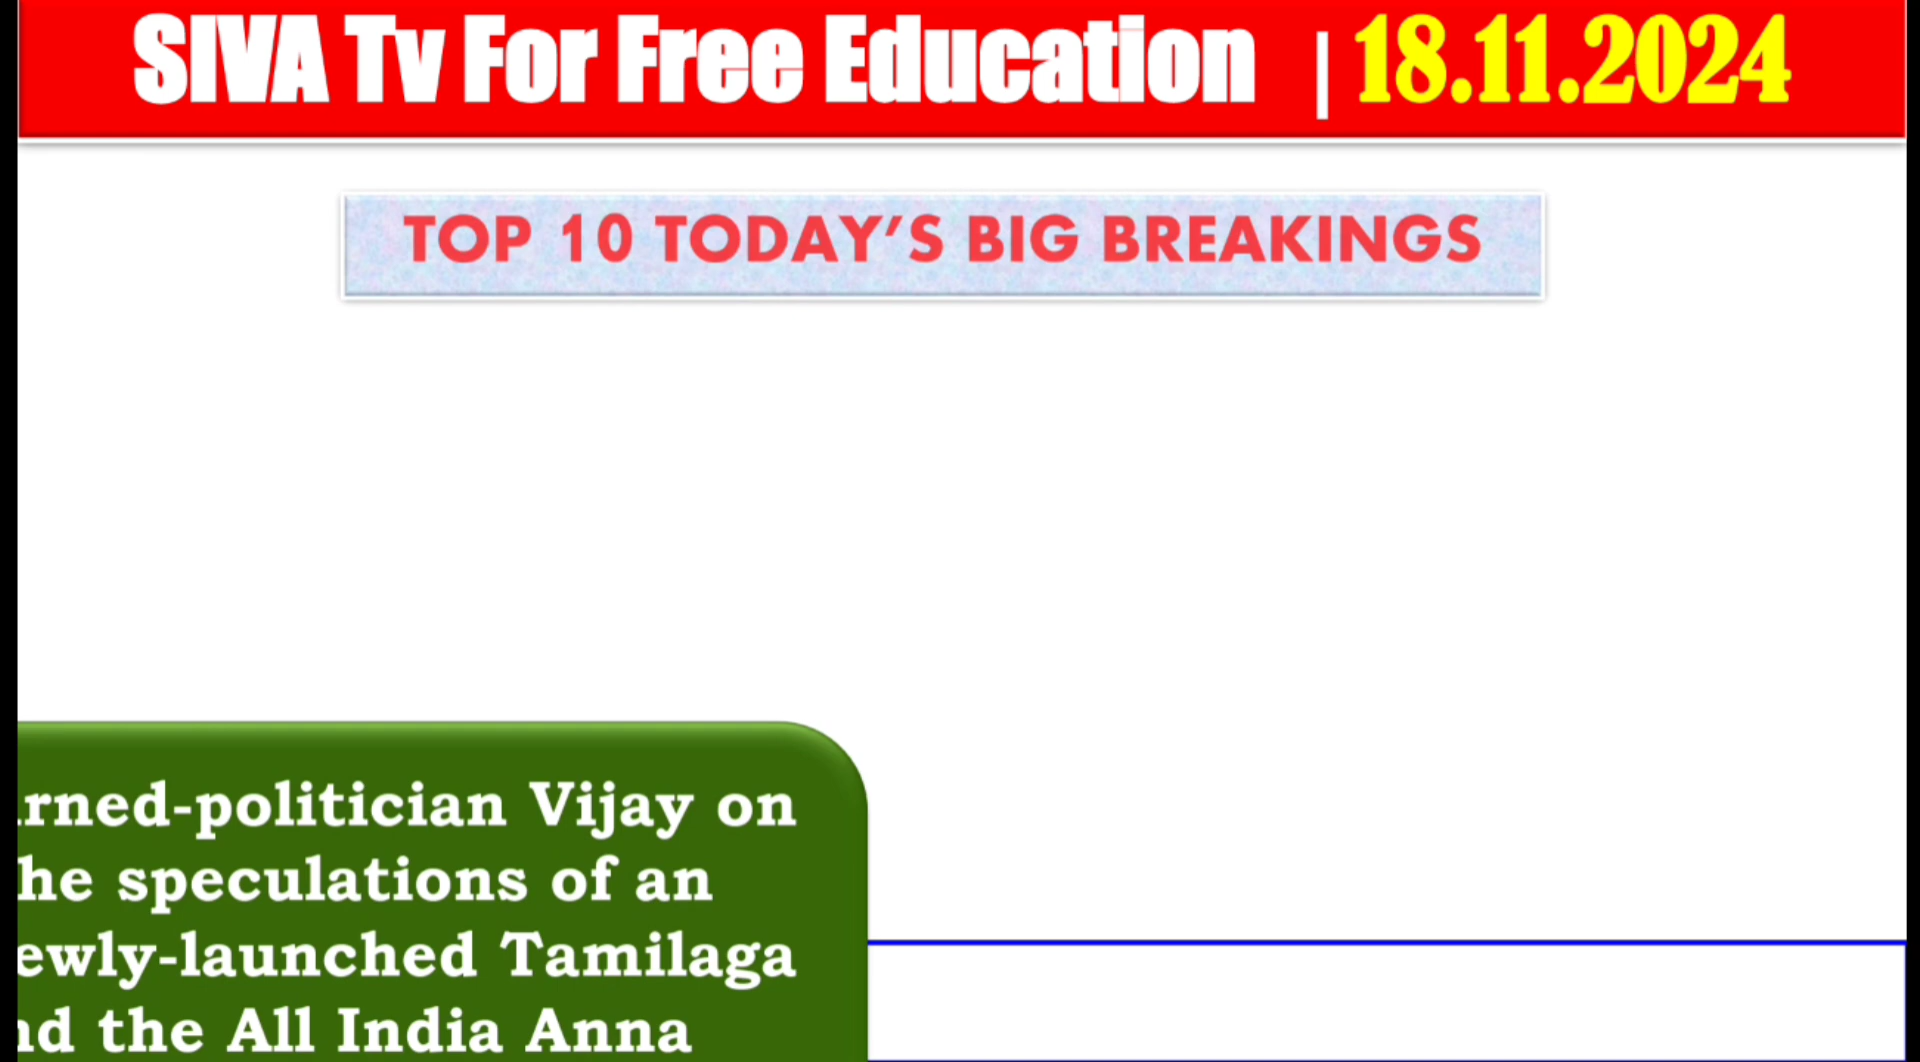 SIVA Tv For Free Education | 18.11.2024
TOP 10 TODAY'S BIG BREAKINGS
rned-politician Vijay on
he speculations of an
ewly-launched Tamilaga
nd the All India Anna